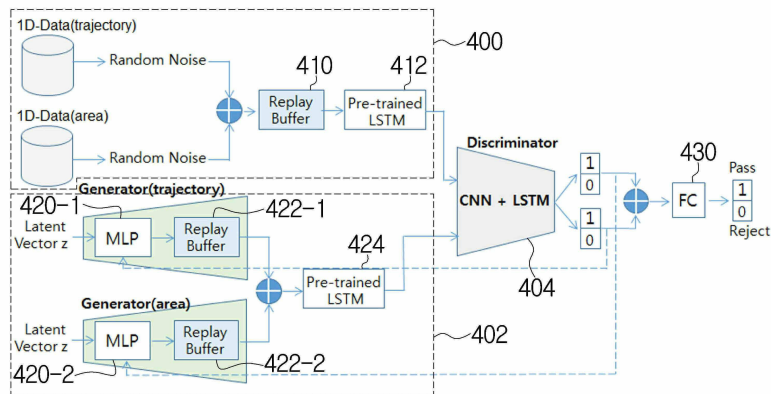 1D-Data(trajectory)
Random Noise
1D-Data(area)
Random Noise
410
Replay
Buffer
412
Pre-trained
LSTM
400
Generator(trajectory)
420-1
422-1
Latent
Vector z
MLP
Replay
Buffer
Generator(area)
Latent
Vector z
MLP
Replay
Buffer
420-2
422-2
424
Pre-trained
LSTM
402
Discriminator
CNN + LSTM
404
1
0
1
0
430
FC
Pass
1
0
Reject